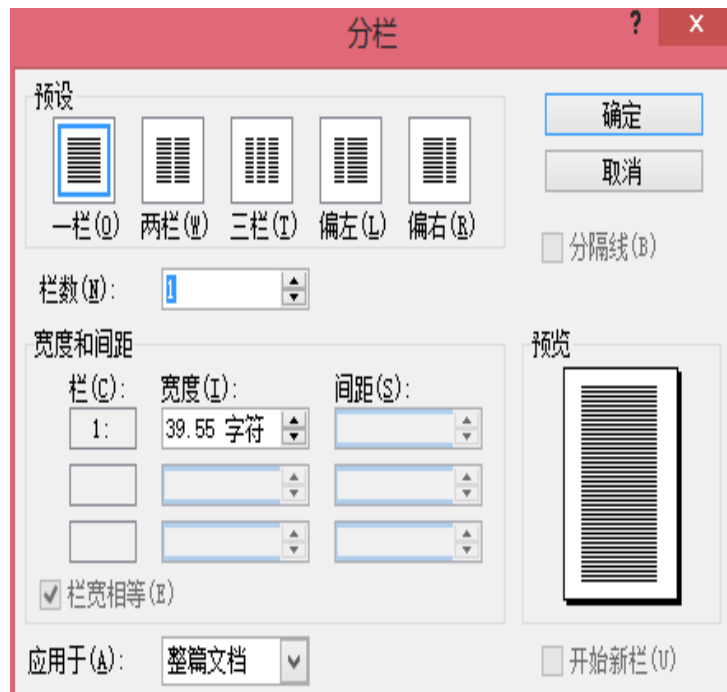 分栏
? x
预设
确定
取消
一栏(O) 两栏(W) 三栏(T) 偏左(L) 偏右(R)
分隔线(B)
栏数(N): 1
宽度和间距
预览
栏(C): 宽度(I): 间距(S):
1: 39.55 字符
栏宽相等(E)
应用于(A): 整篇文档
开始新栏(U)